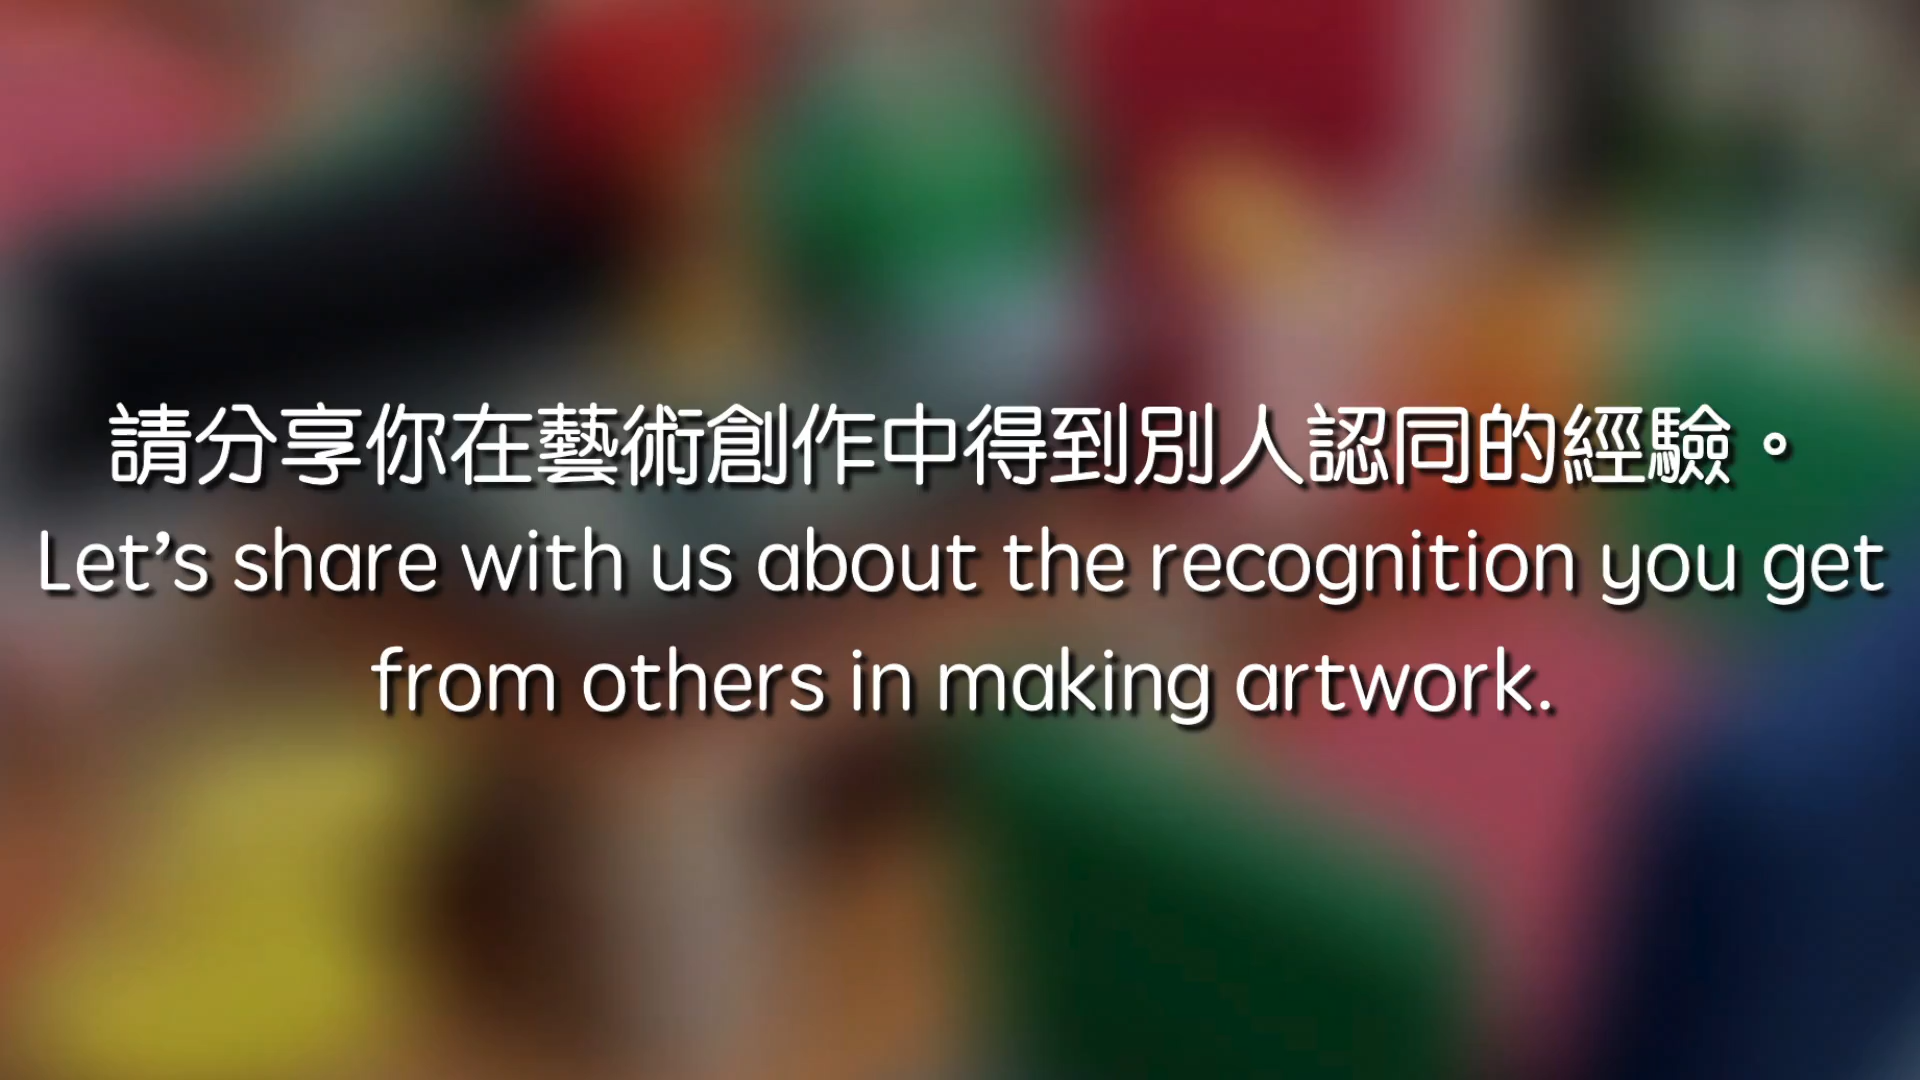 請分享你在藝術創作中得到別人認同的經驗。
Let’s share with us about the recognition you get
from others in making artwork.